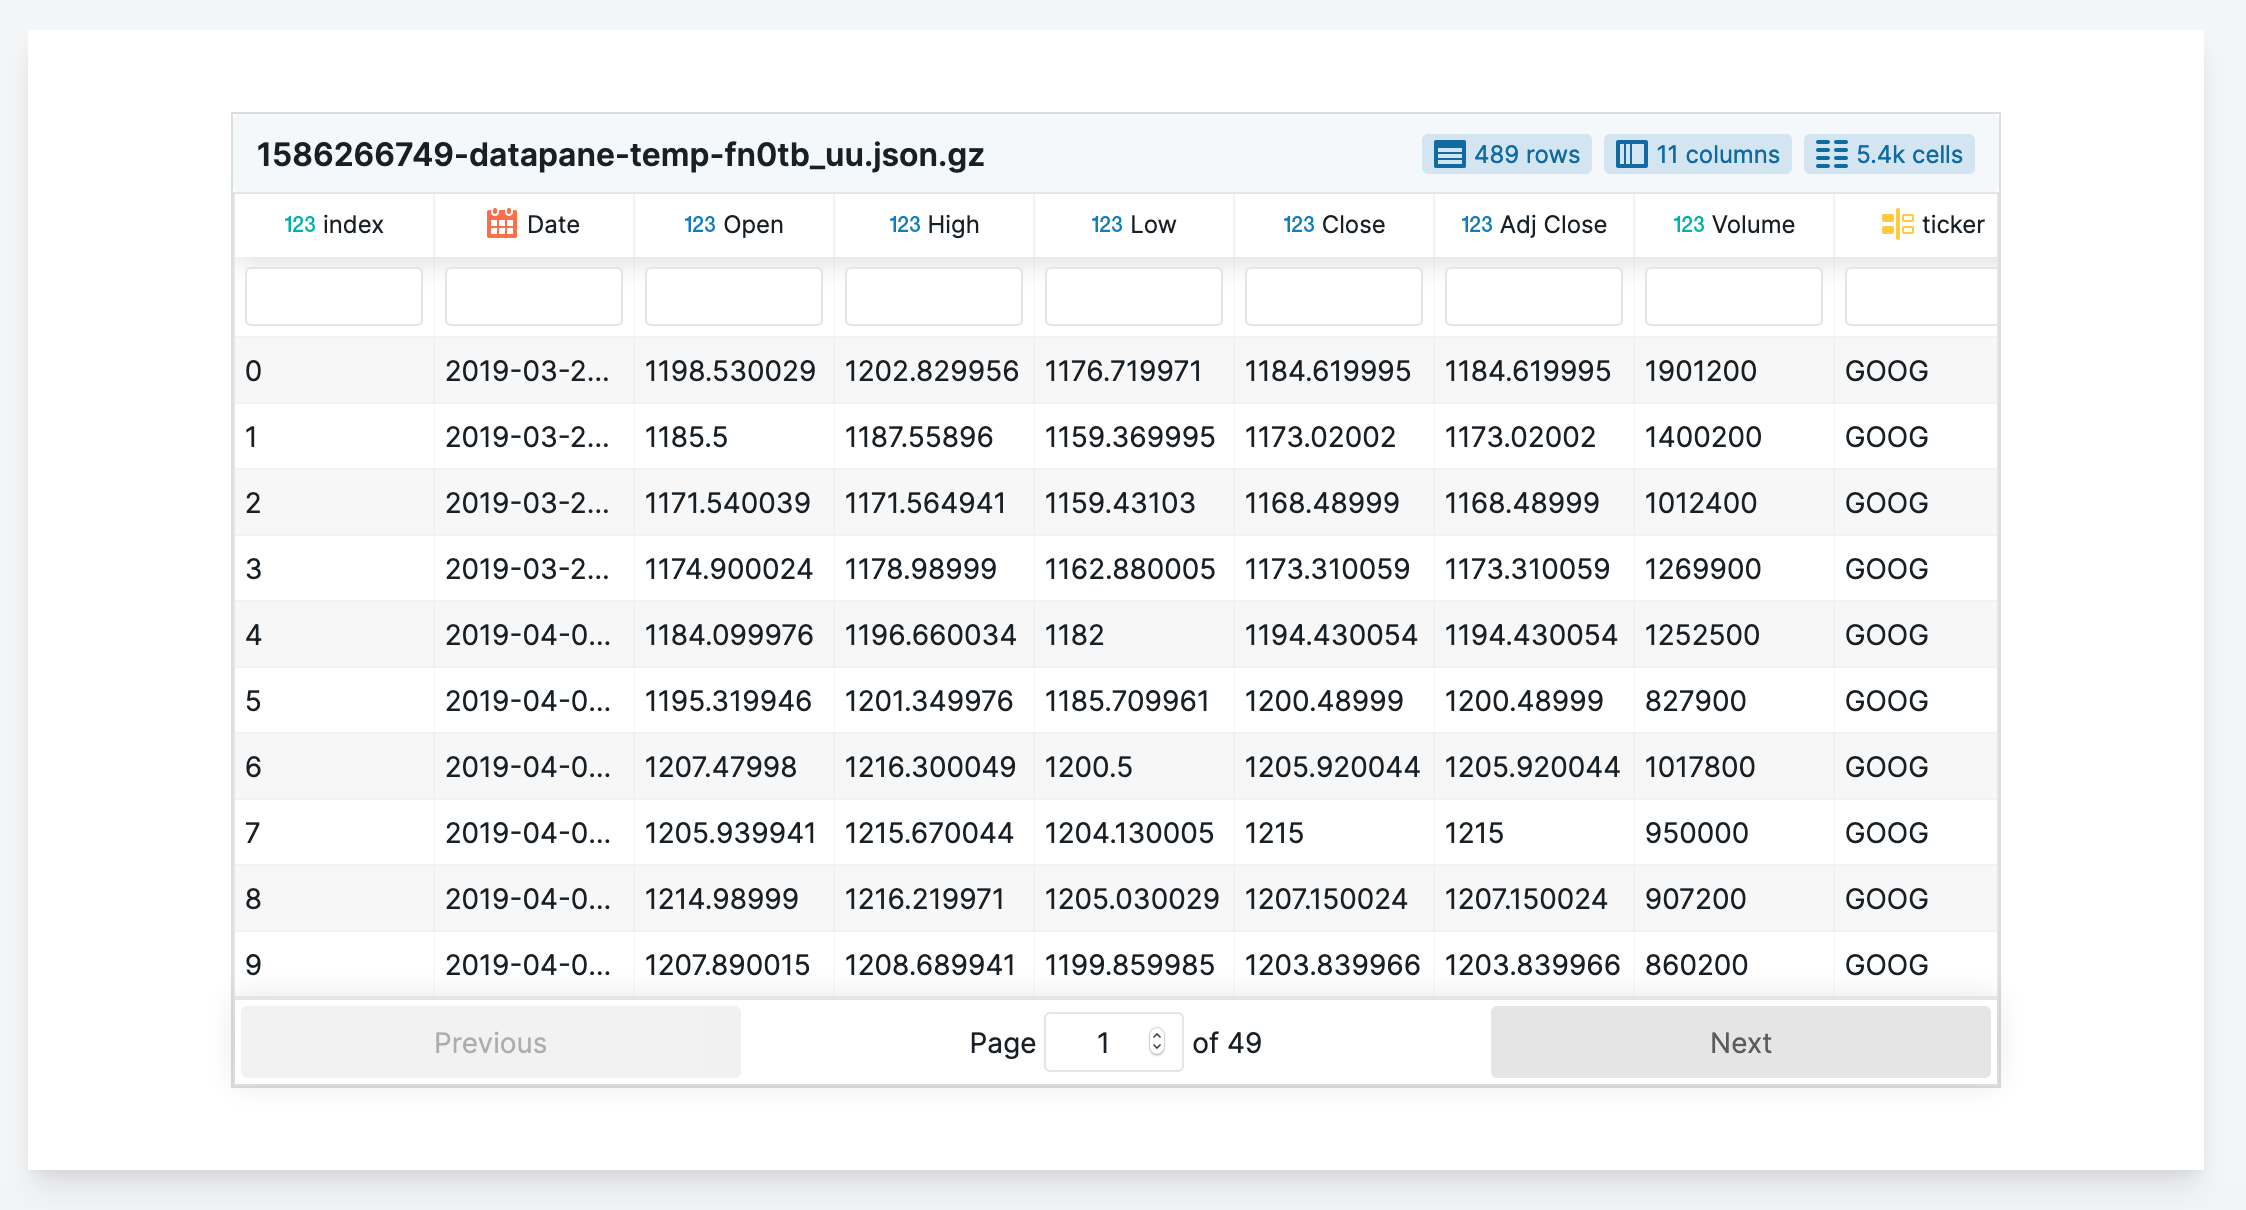 1586266749-datapane-temp-fn0tb_uu.json.gz 489 rows 11 columns 5.4k cells
123 index Date 123 Open 123 High 123 Low 123 Close 123 Adj Close 123 Volume ticker
0 2019-03-2... 1198.530029 1202.829956 1176.719971 1184.619995 1184.619995 1901200 GOOG
1 2019-03-2... 1185.5 1187.55896 1159.369995 1173.02002 1173.02002 1400200 GOOG
2 2019-03-2... 1171.540039 1171.564941 1159.43103 1168.48999 1168.48999 1012400 GOOG
3 2019-03-2... 1174.900024 1178.98999 1162.880005 1173.310059 1173.310059 1269900 GOOG
4 2019-04-0... 1184.099976 1196.660034 1182 1194.430054 1194.430054 1252500 GOOG
5 2019-04-0... 1195.319946 1201.349976 1185.709961 1200.48999 1200.48999 827900 GOOG
6 2019-04-0... 1207.47998 1216.300049 1200.5 1205.920044 1205.920044 1017800 GOOG
7 2019-04-0... 1205.939941 1215.670044 1204.130005 1215 1215 950000 GOOG
8 2019-04-0... 1214.98999 1216.219971 1205.030029 1207.150024 1207.150024 907200 GOOG
9 2019-04-0... 1207.890015 1208.689941 1199.859985 1203.839966 1203.839966 860200 GOOG
Previous Page 1 of 49 Next